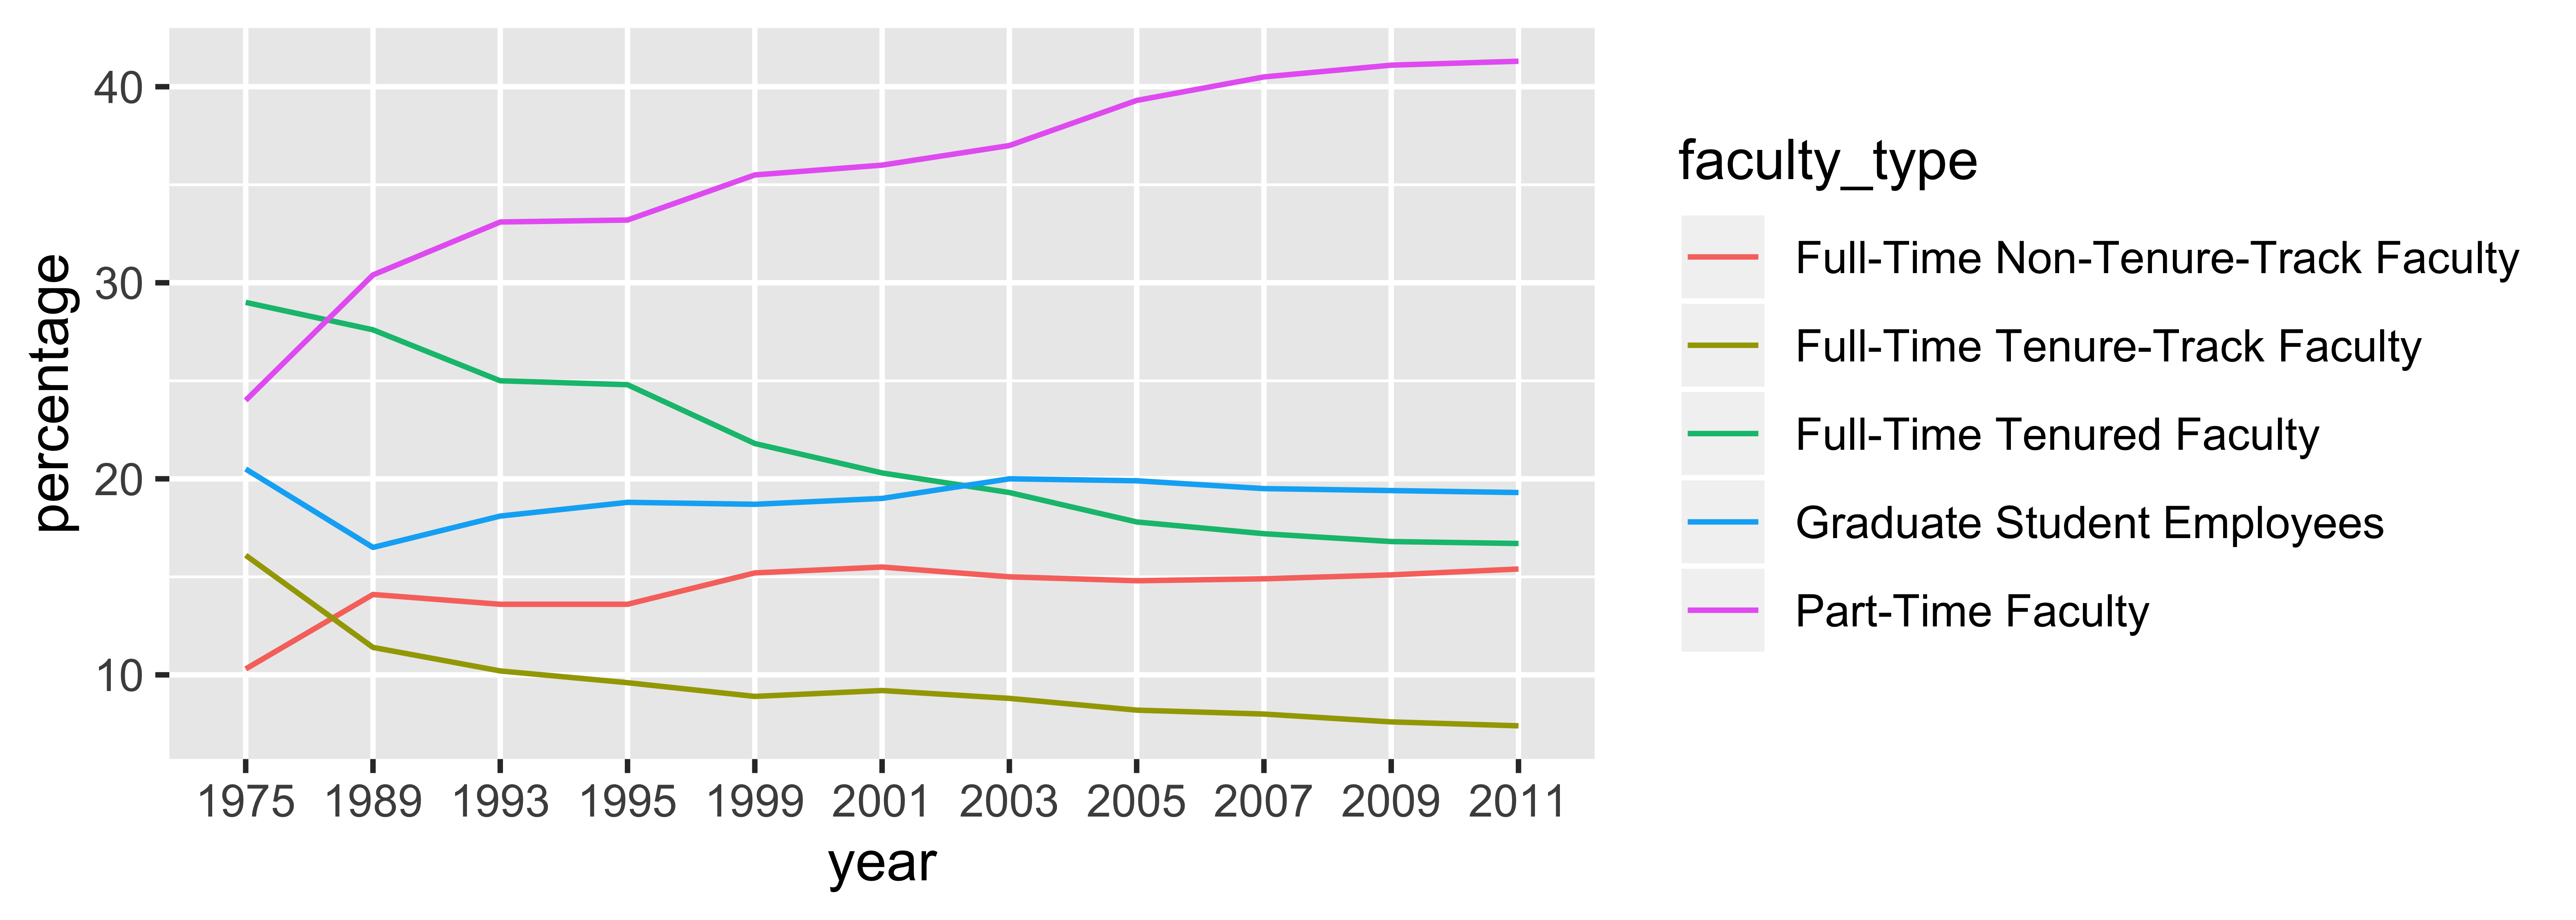 percentage
40
30
20
10
1975 1989 1993 1995 1999 2001 2003 2005 2007 2009 2011
year
faculty_type
Full-Time Non-Tenure-Track Faculty
Full-Time Tenure-Track Faculty
Full-Time Tenured Faculty
Graduate Student Employees
Part-Time Faculty